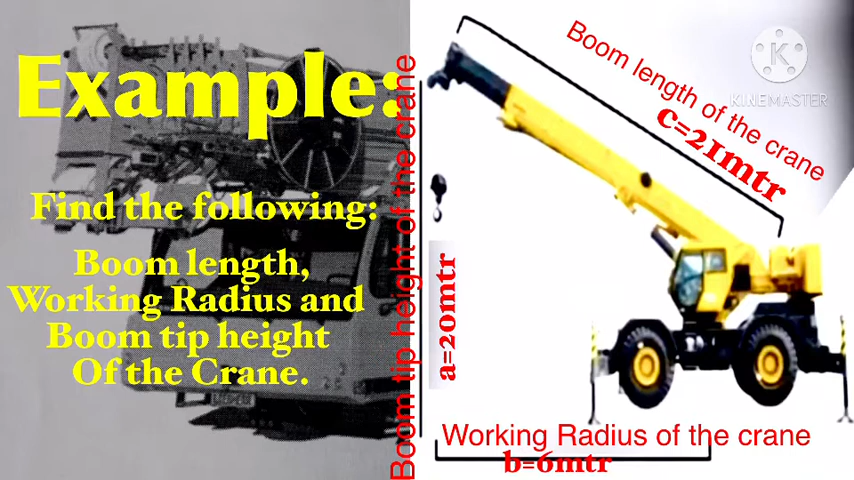 Example:
Find the following:
Boom length,
Working Radius and
Boom tip height
Of the Crane.
Boom tip height of the crane
a=20mtr
Boom length of the crane
c=21mtr
Working Radius of the crane
b=6mtr
K
KINEMASTER